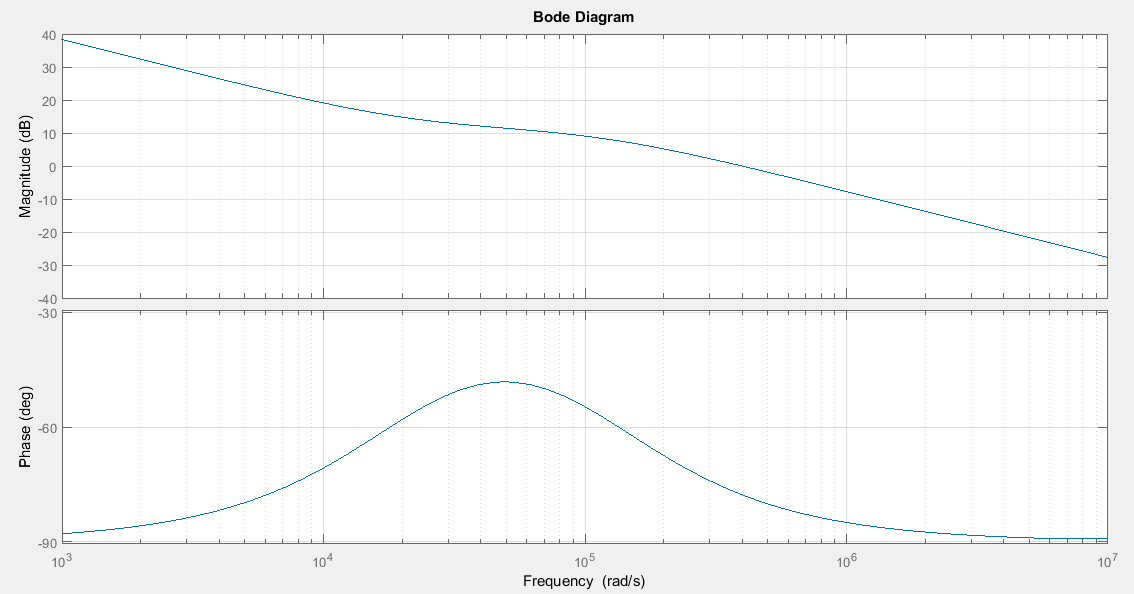 Bode Diagram
Magnitude (dB)
40
30
20
10
0
-10
-20
-30
-40
Phase (deg)
-30
-60
-90
10^3 10^4 10^5 10^6 10^7
Frequency (rad/s)